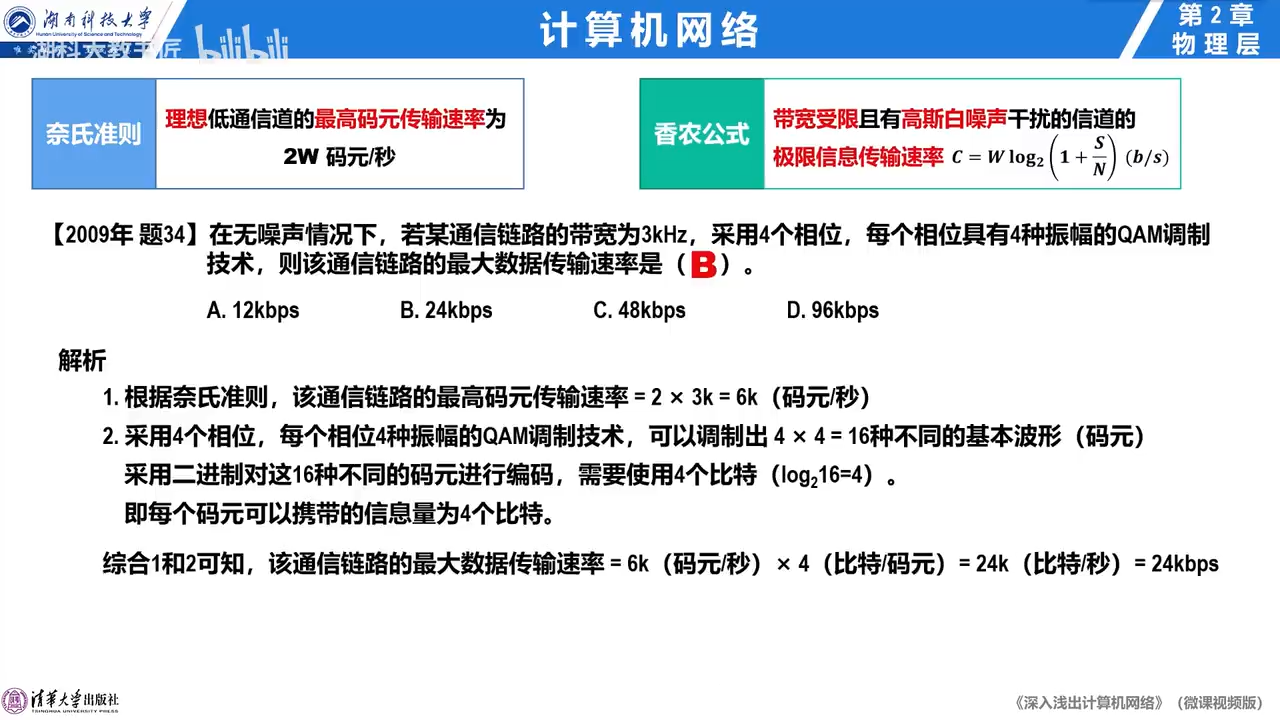 湖南科技大学
Hunan University of Science and Technology
湖科大教书匠 bilibili
计算机网络
第 2 章
物理层
奈氏准则
理想低通信道的最高码元传输速率为
2W 码元/秒
香农公式
带宽受限且有高斯白噪声干扰的信道的
极限信息传输速率 C = W log₂(1 + S/N) (b/s)
【2009年 题34】在无噪声情况下，若某通信链路的带宽为3kHz，采用4个相位，每个相位具有4种振幅的QAM调制
技术，则该通信链路的最大数据传输速率是（B）。
A. 12kbps B. 24kbps C. 48kbps D. 96kbps
解析
1. 根据奈氏准则，该通信链路的最高码元传输速率 = 2 × 3k = 6k（码元/秒）
2. 采用4个相位，每个相位4种振幅的QAM调制技术，可以调制出 4 × 4 = 16种不同的基本波形（码元）
采用二进制对这16种不同的码元进行编码，需要使用4个比特（log₂16=4）。
即每个码元可以携带的信息量为4个比特。
综合1和2可知，该通信链路的最大数据传输速率 = 6k（码元/秒）× 4（比特/码元）= 24k（比特/秒）= 24kbps
清华大学出版社
TSINGHUA UNIVERSITY PRESS
《深入浅出计算机网络》（微课视频版）